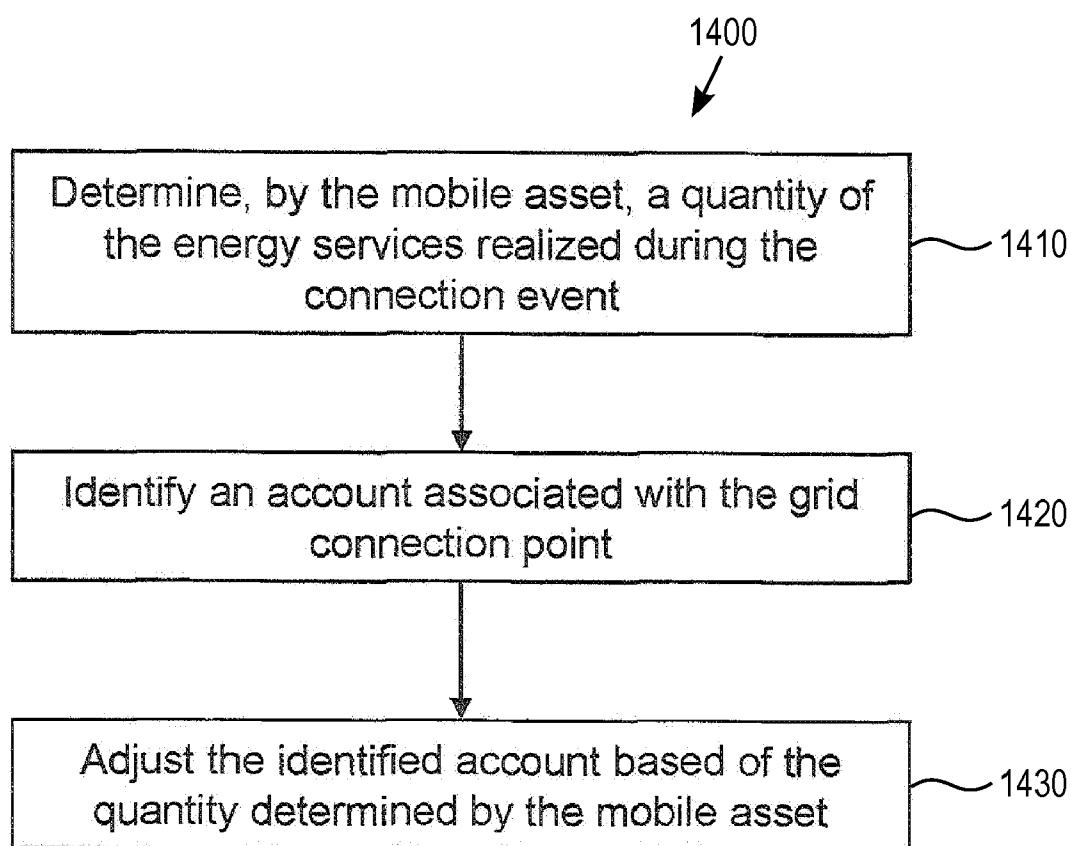 1400
Determine, by the mobile asset, a quantity of
the energy services realized during the
connection event
1410
Identify an account associated with the grid
connection point
1420
Adjust the identified account based of the
quantity determined by the mobile asset
1430